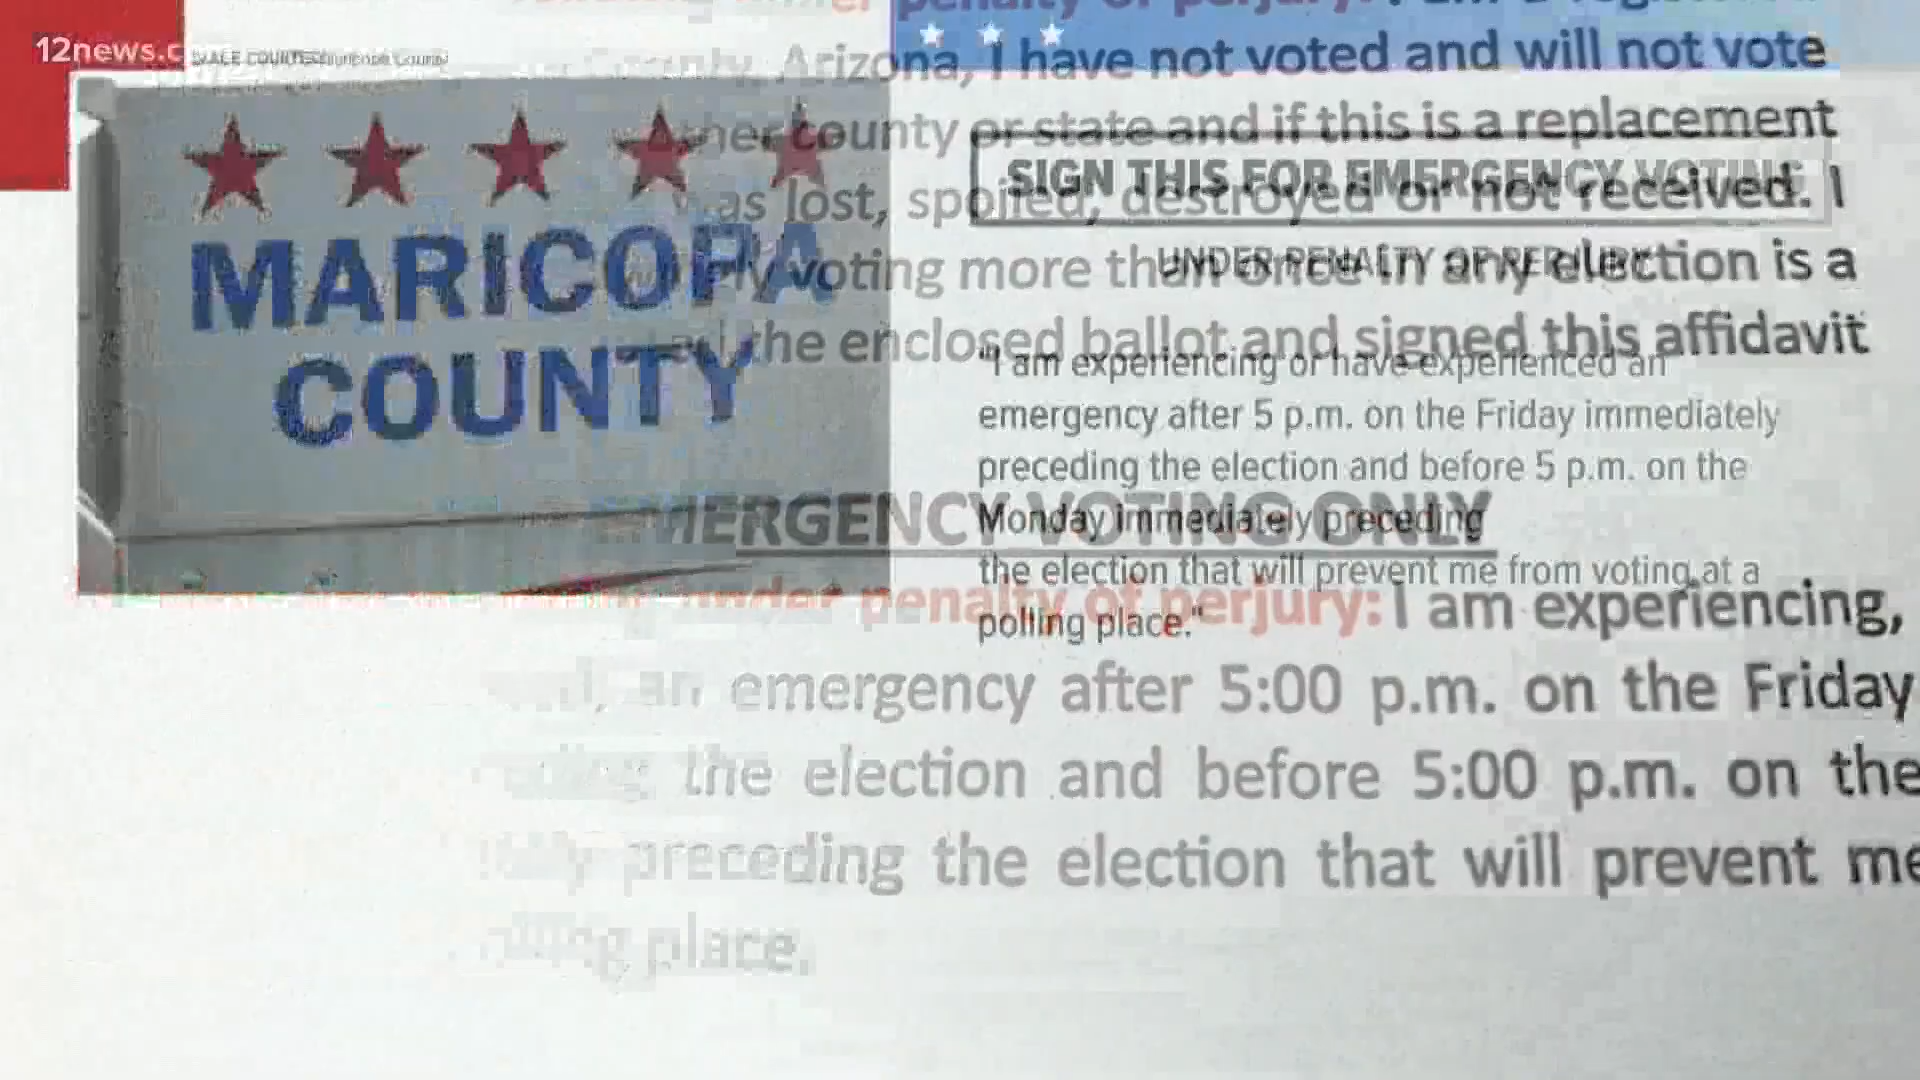 penalty of perjury:
12news.c
Arizona, I have not voted and will not vote
county or state and if this is a replacement
lost, spoiled, destroyed or not received. I
voting more than once in any election is a
the enclosed ballot and signed this affidavit
MARICOPA
COUNTY
SIGN THIS FOR EMERGENCY VOTING
UNDER PENALTY OF PERJURY
"I am experiencing or have experienced an
emergency after 5 p.m. on the Friday immediately
preceding the election and before 5 p.m. on the
Monday immediately preceding
the election that will prevent me from voting at a
polling place."
EMERGENCY VOTING ONLY
under penalty of perjury: I am experiencing,
an emergency after 5:00 p.m. on the Friday
the election and before 5:00 p.m. on the
preceding the election that will prevent me
place.